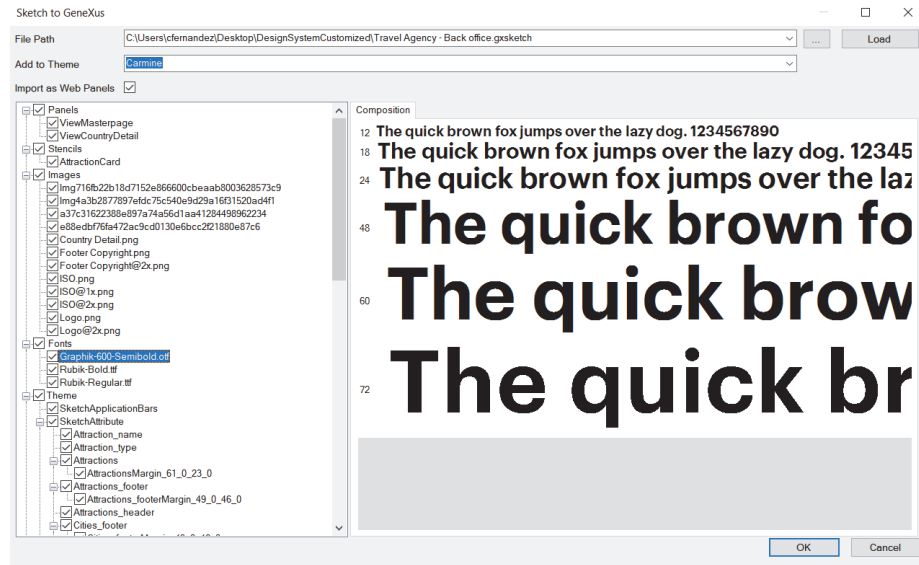 Sketch to GeneXus
File Path
C:\Users\cfernandez\Desktop\DesignSystemCustomized\Travel Agency - Back office.gxsketch
...
Load
Add to Theme
Carmine
Import as Web Panels
Panels
ViewMasterpage
ViewCountryDetail
Stencils
AttractionCard
Images
Img716fb22b18d7152e866600cbeaab8003628573c9
Img4a3b2877897efdc75c540e9d29a16f31520ad4f1
a37c31622388e897a74a56d1aa41284498962234
e88edbf76fa472ac9cd0130e6bcc2f21880e87c6
Country Detail.png
Footer Copyright.png
Footer Copyright@2x.png
ISO.png
ISO@1x.png
ISO@2x.png
Logo.png
Logo@2x.png
Fonts
Graphik-600-Semibold.otf
Rubik-Bold.ttf
Rubik-Regular.ttf
Theme
SketchApplicationBars
SketchAttribute
Attraction_name
Attraction_type
Attractions
AttractionsMargin_61_0_23_0
Attractions_footer
Attractions_footerMargin_49_0_46_0
Attractions_header
Cities_footer
Composition
12 The quick brown fox jumps over the lazy dog. 1234567890
18 The quick brown fox jumps over the lazy dog. 12345
24 The quick brown fox jumps over the laz
48 The quick brown fo
60 The quick brow
72 The quick br
OK
Cancel